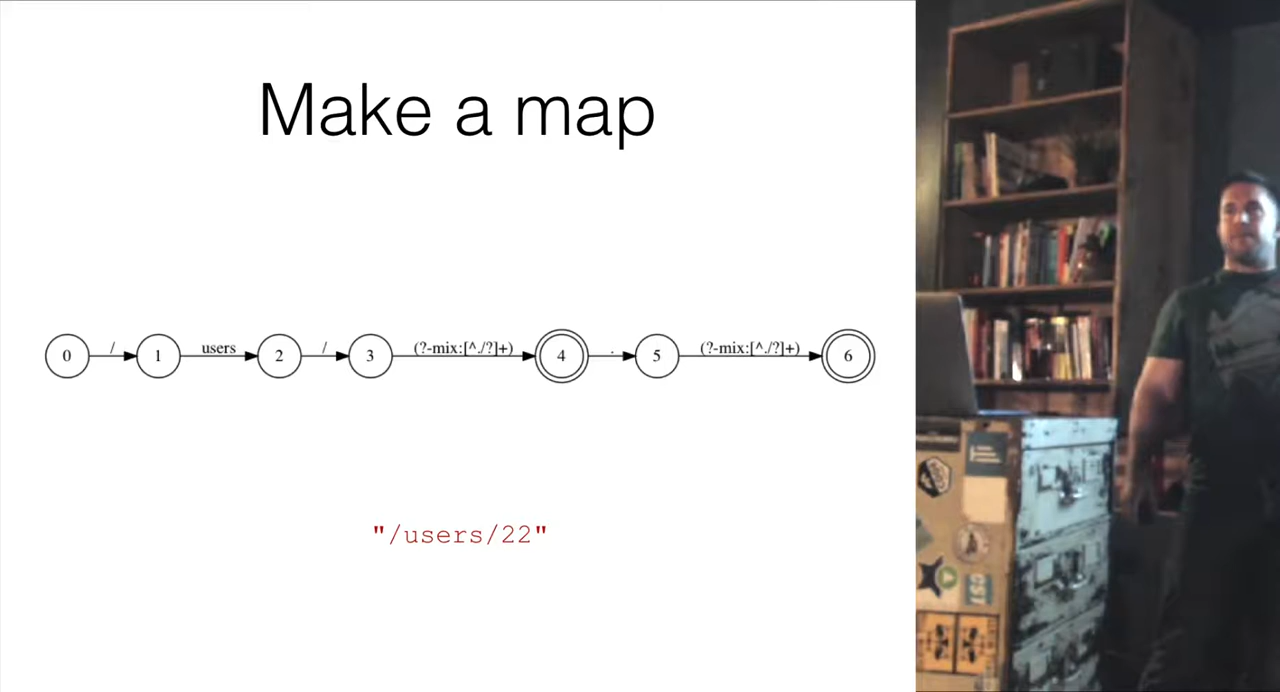 Make a map
0 / 1 users 2 / 3 (?-mix:[^./?]+) 4 . 5 (?-mix:[^./?]+) 6
"/users/22"